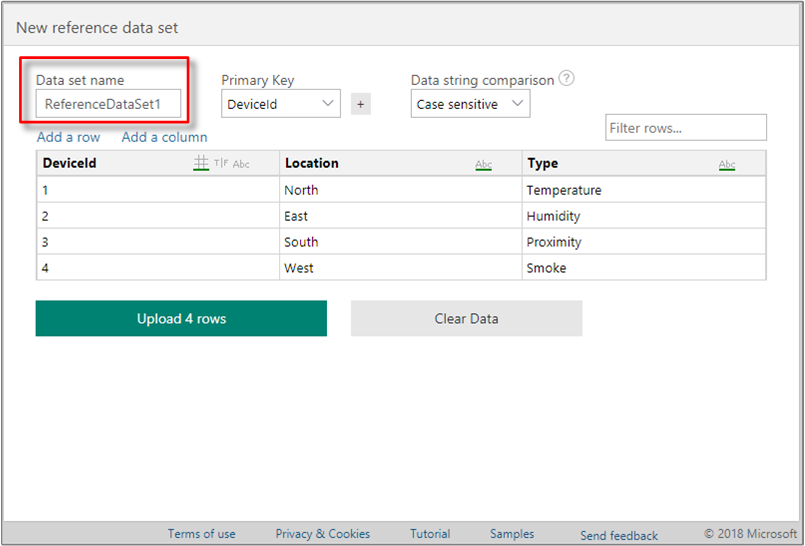 New reference data set
Data set name
Primary Key
Data string comparison ?
ReferenceDataSet1
DeviceId
+
Case sensitive
Filter rows...
Add a row
Add a column
DeviceId T|F Abc Location Abc Type Abc
1 North Temperature
2 East Humidity
3 South Proximity
4 West Smoke
Upload 4 rows
Clear Data
Terms of use Privacy & Cookies Tutorial Samples Send feedback © 2018 Microsoft